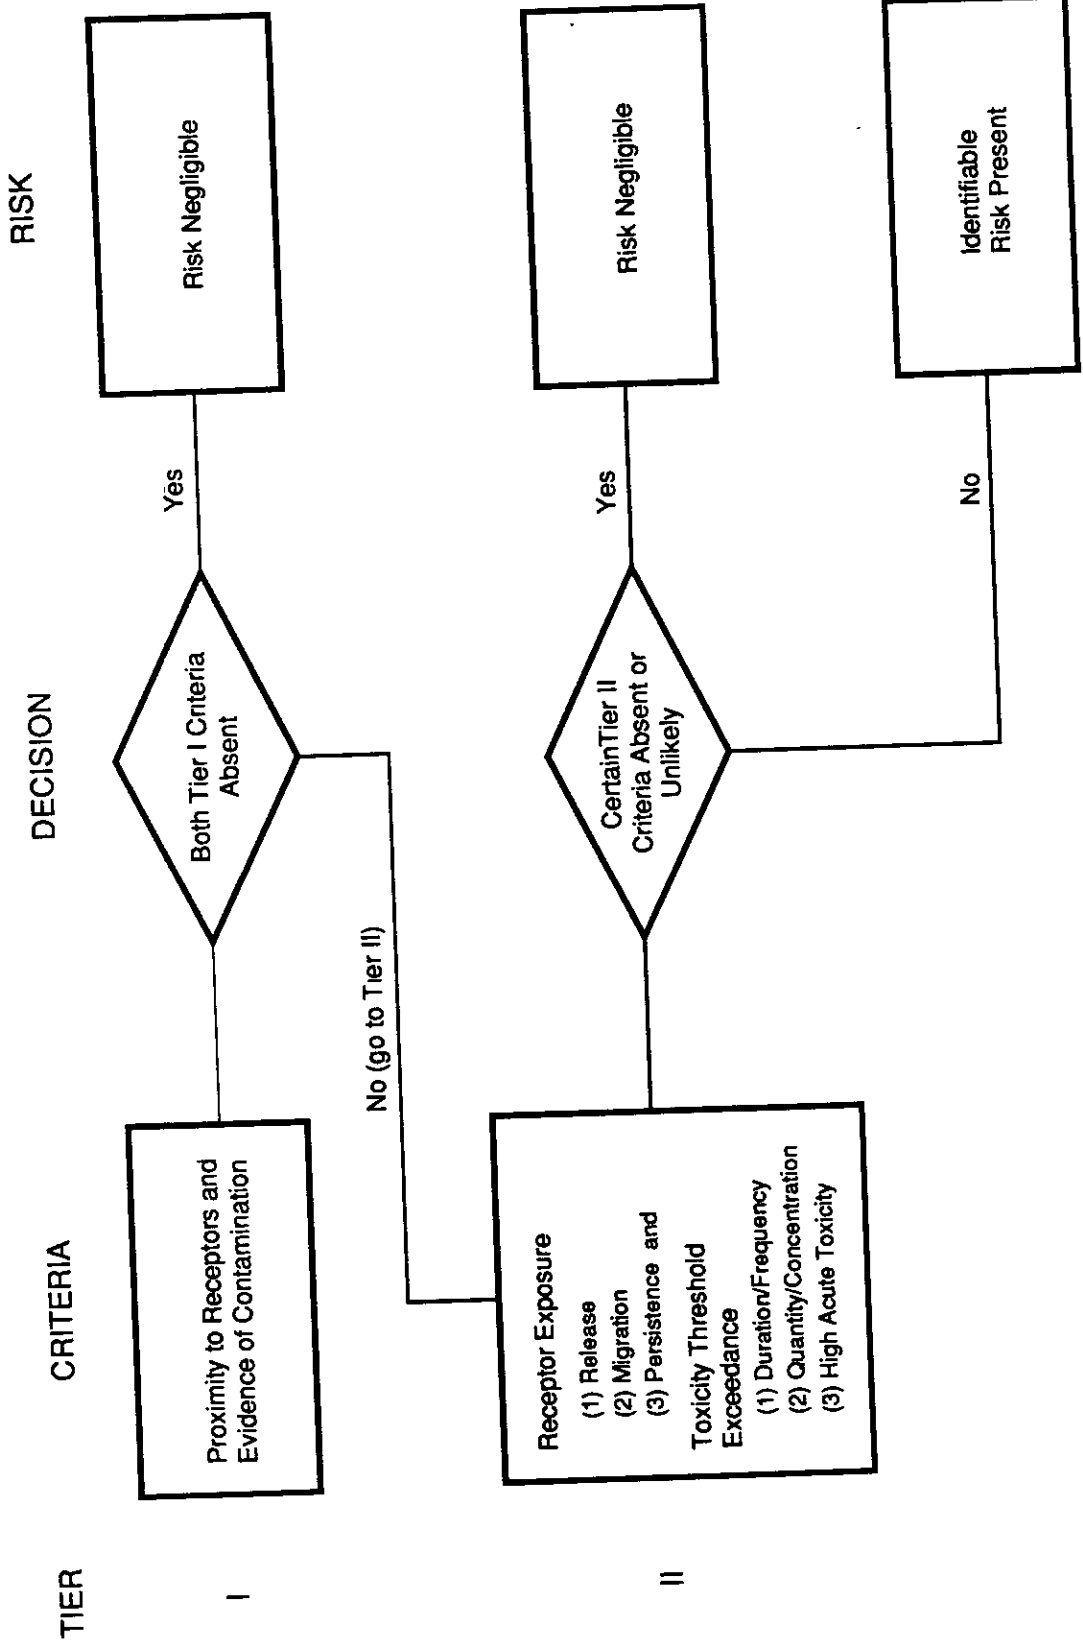 TIER
CRITERIA
DECISION
RISK
I
Proximity to Receptors and
Evidence of Contamination
Both Tier I Criteria
Absent
Yes
Risk Negligible
No (go to Tier II)
II
Receptor Exposure
(1) Release
(2) Migration
(3) Persistence and
Toxicity Threshold
Exceedance
(1) Duration/Frequency
(2) Quantity/Concentration
(3) High Acute Toxicity
CertainTier II
Criteria Absent or
Unlikely
Yes
Risk Negligible
No
Identifiable
Risk Present